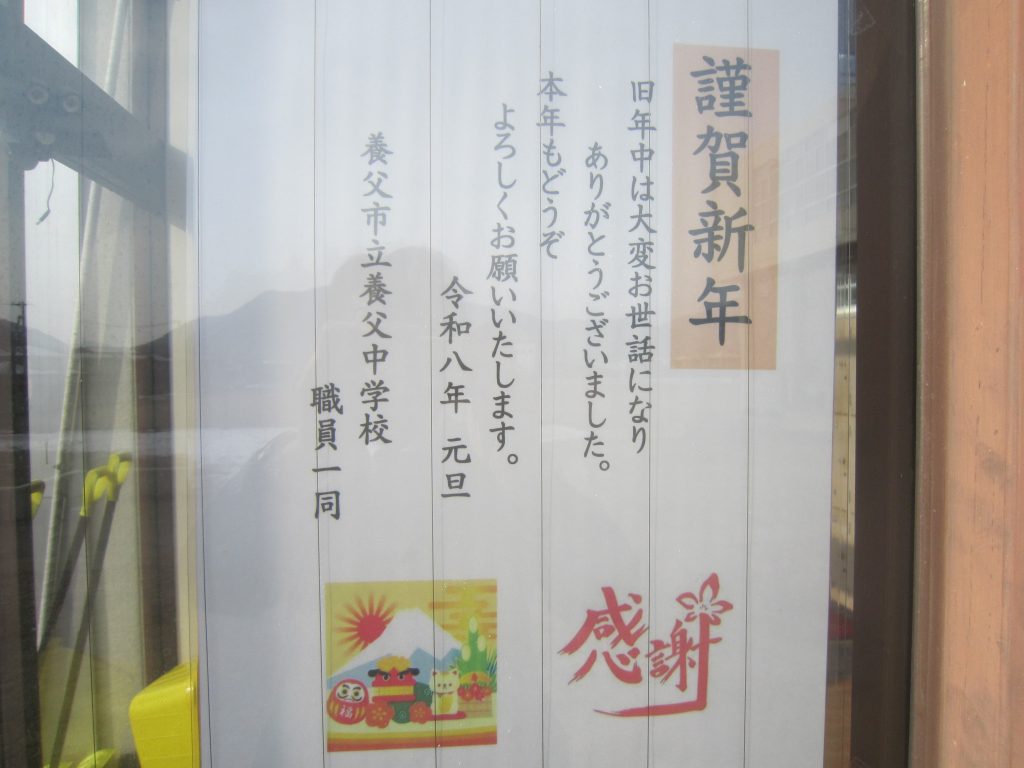 謹賀新年
旧年中は大変お世話になり
ありがとうございました。
本年もどうぞ
よろしくお願いいたします。
令和八年 元旦
養父市立養父中学校
職員一同
感謝
福